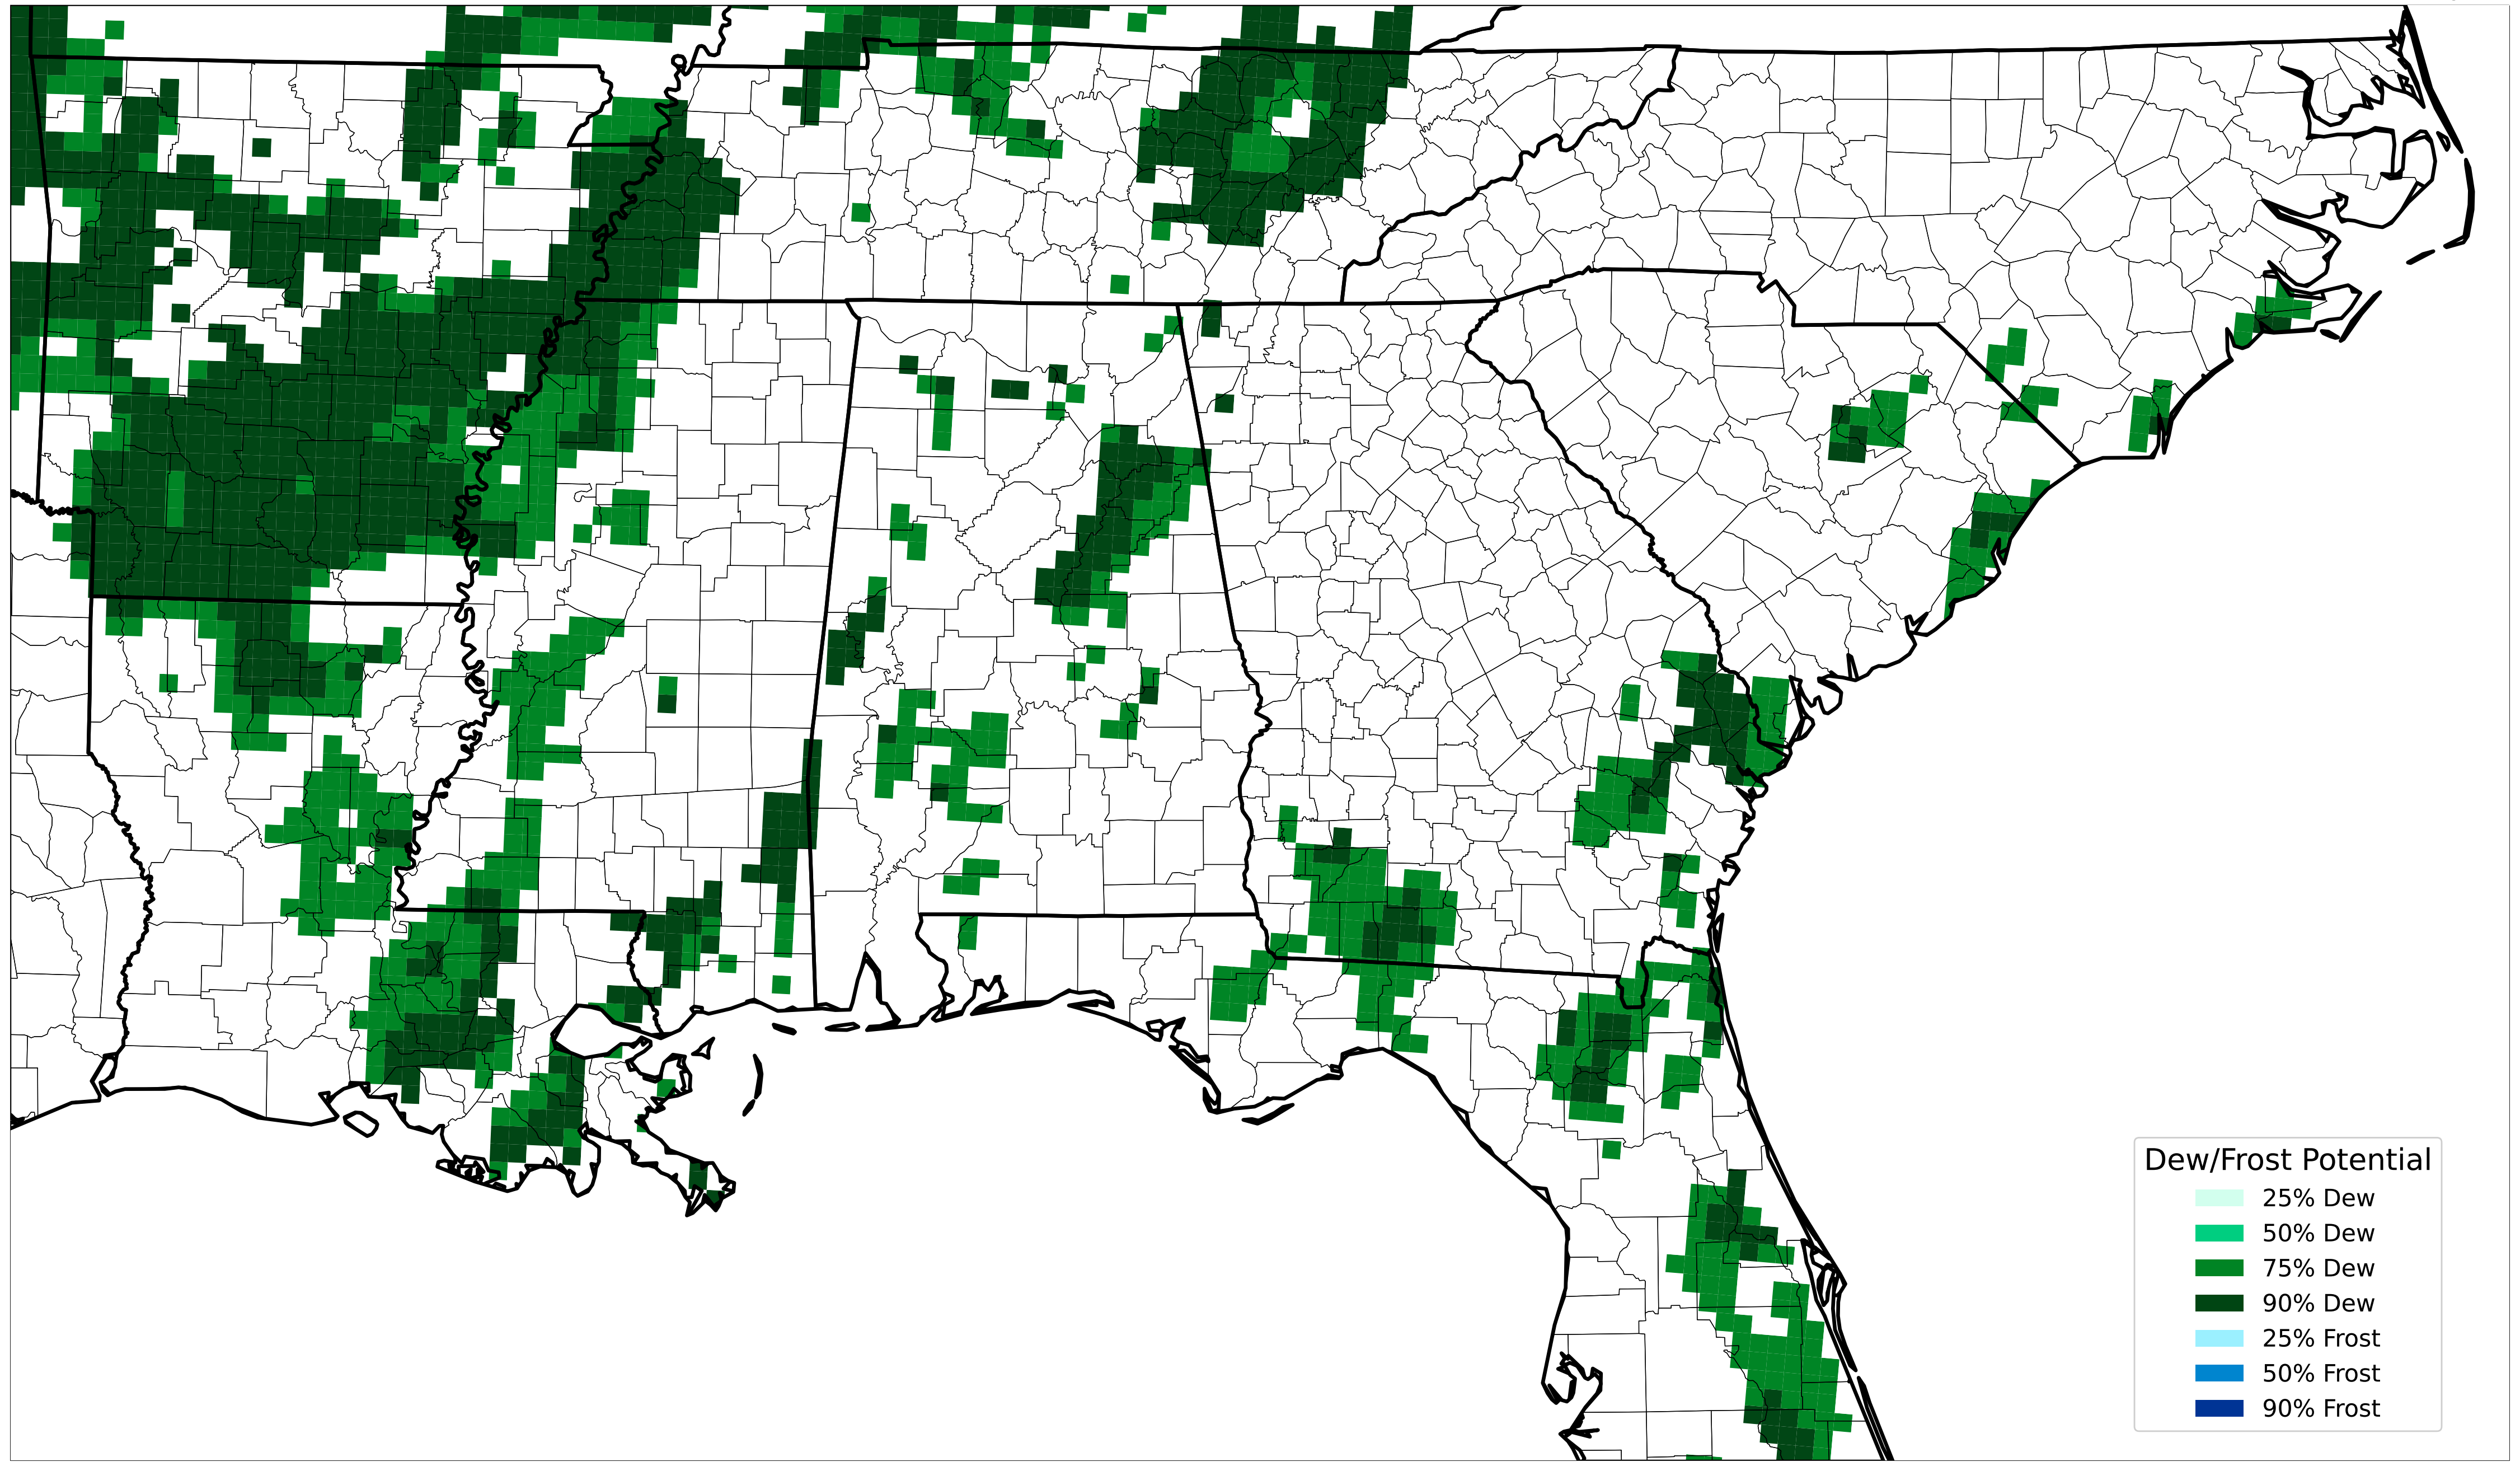 Dew/Frost Potential
25% Dew
50% Dew
75% Dew
90% Dew
25% Frost
50% Frost
90% Frost